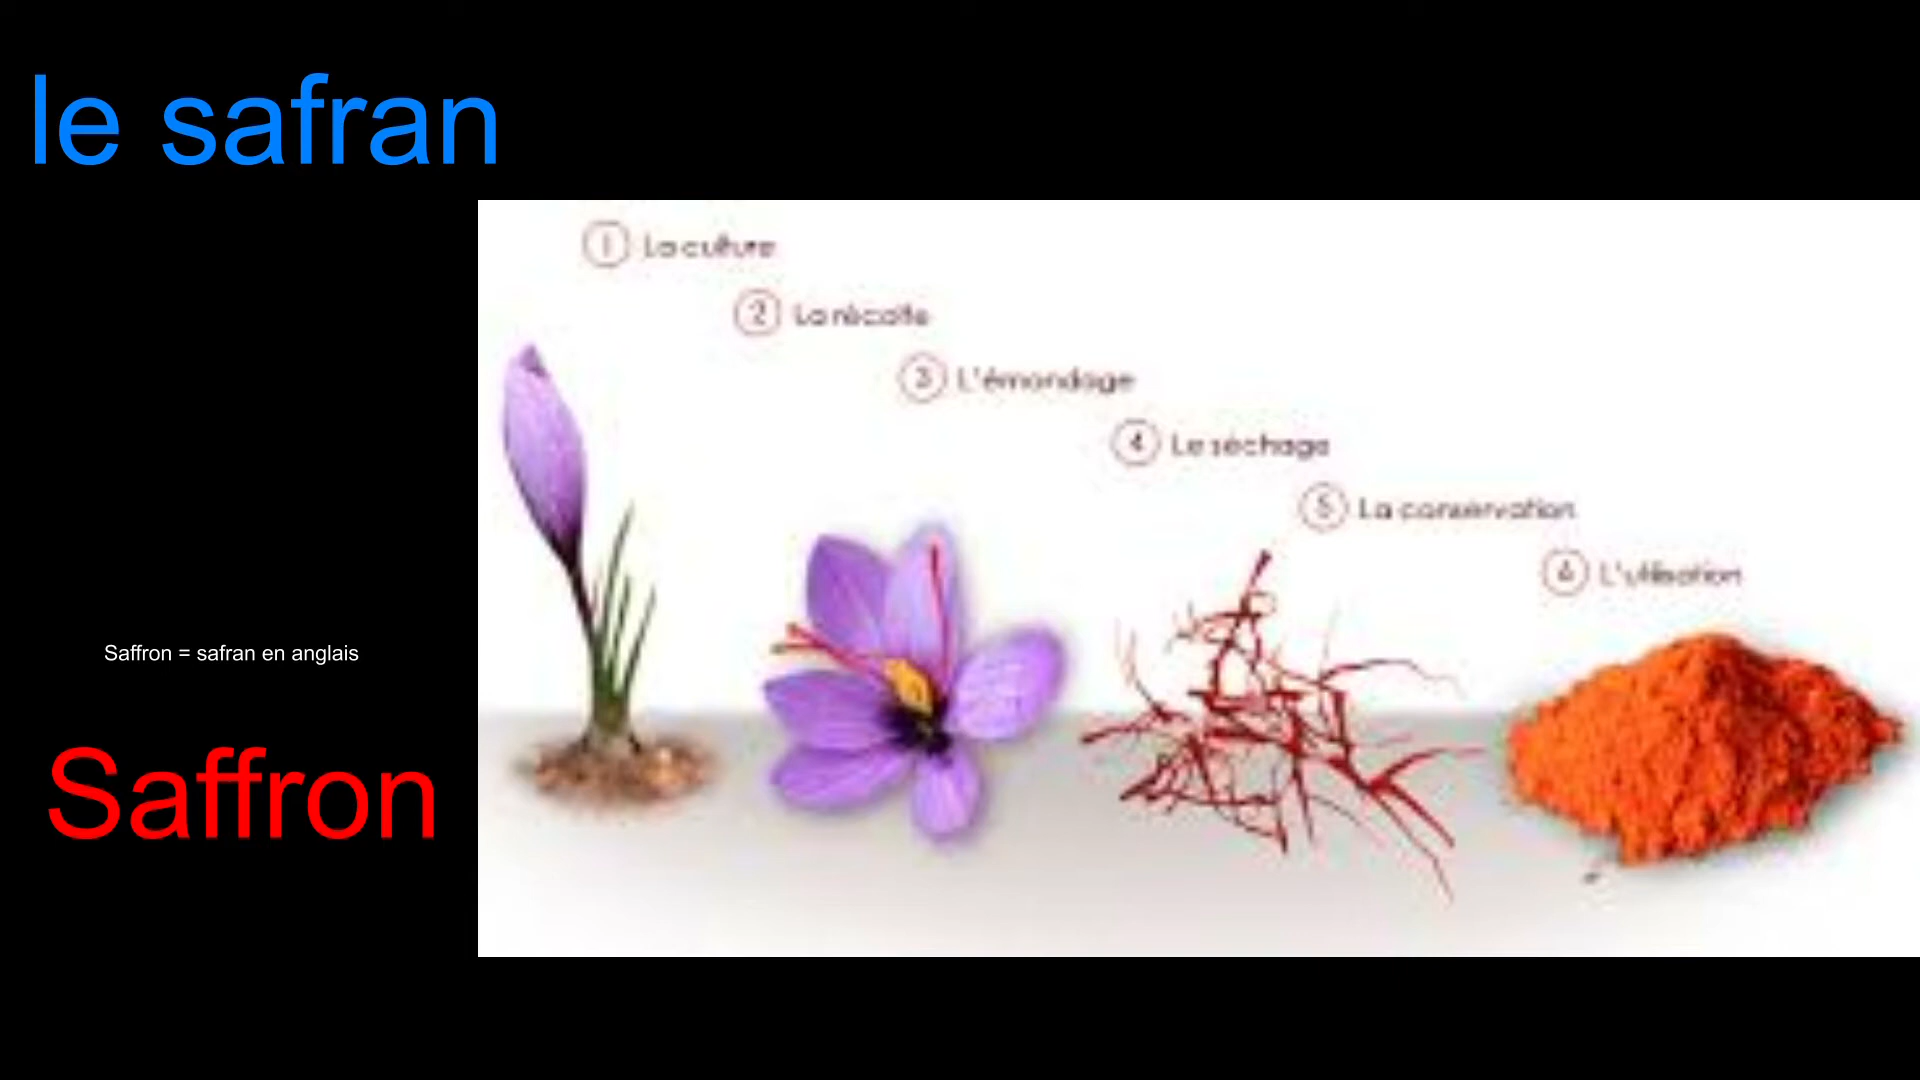 le safran
1 La culture
2 La récolte
3 L'émondage
4 Le séchage
5 La conservation
6 L'utilisation
Saffron = safran en anglais
Saffron